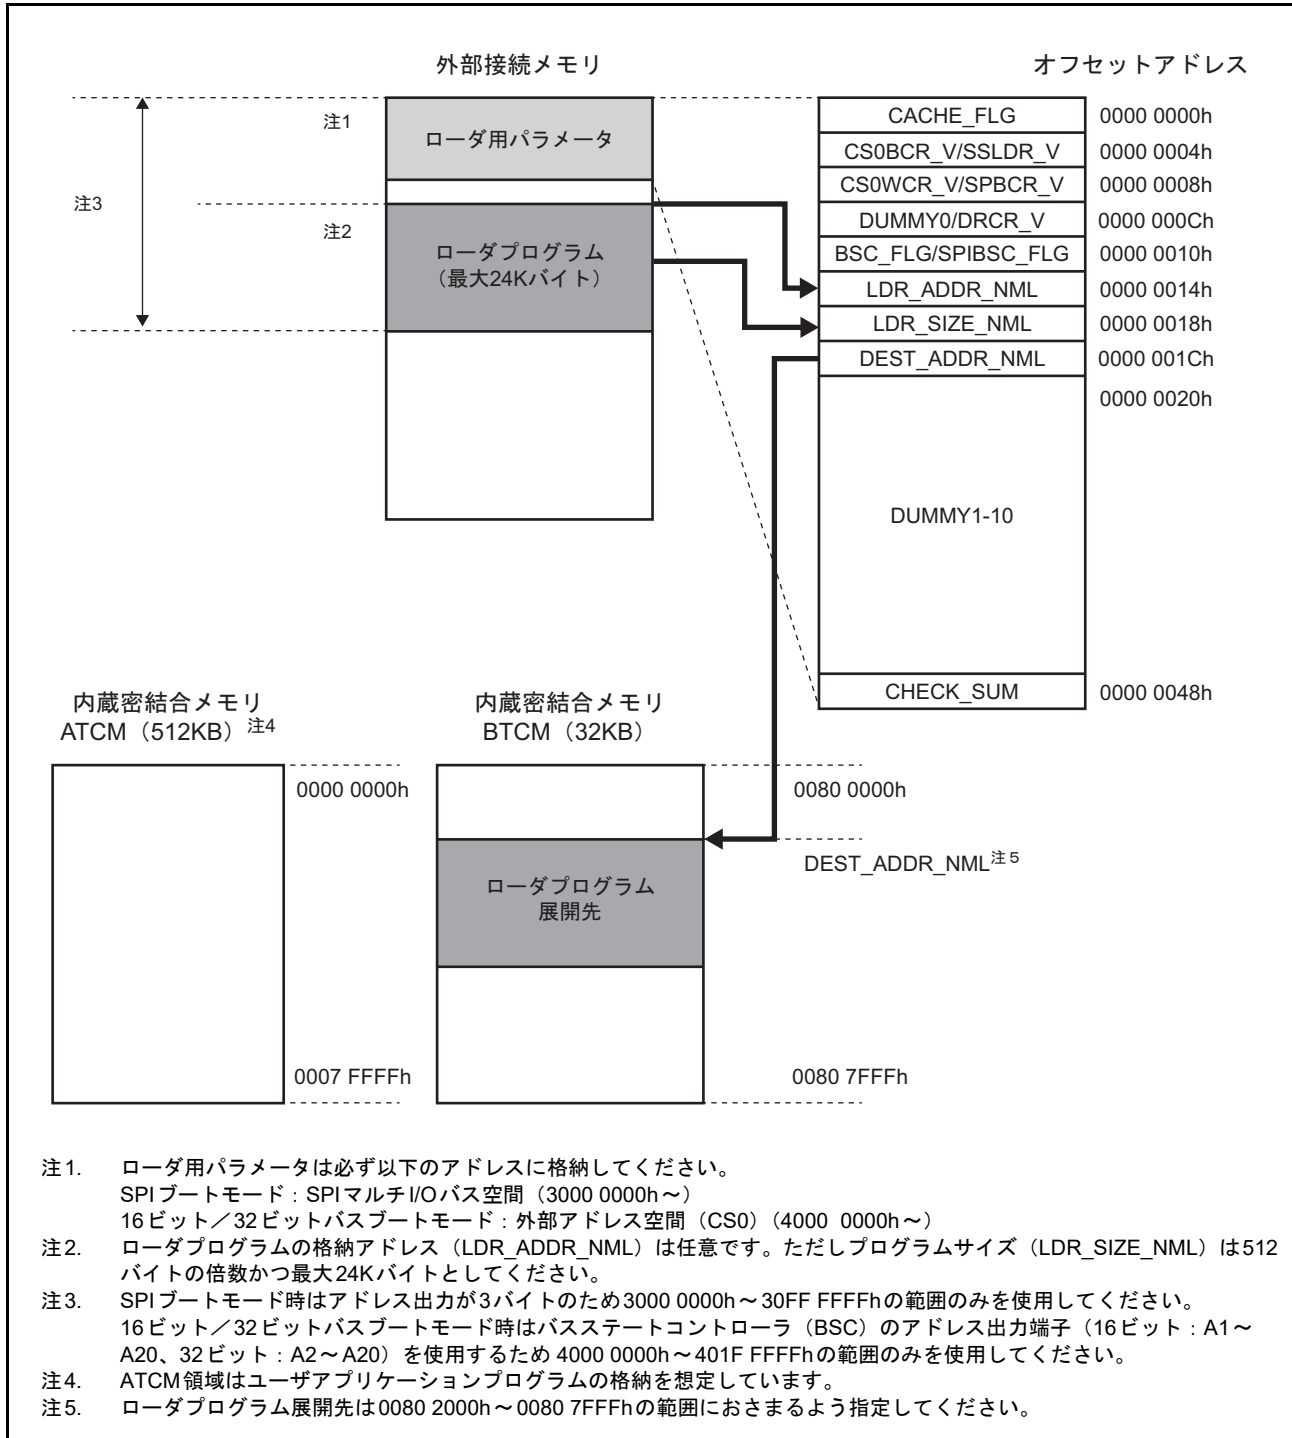 外部接続メモリ
オフセットアドレス
注1
ローダ用パラメータ
注3
注2
ローダプログラム
(最大24Kバイト)
CACHE_FLG 0000 0000h
CS0BCR_V/SSLDR_V 0000 0004h
CS0WCR_V/SPBCR_V 0000 0008h
DUMMY0/DRCR_V 0000 000Ch
BSC_FLG/SPIBSC_FLG 0000 0010h
LDR_ADDR_NML 0000 0014h
LDR_SIZE_NML 0000 0018h
DEST_ADDR_NML 0000 001Ch
0000 0020h
DUMMY1-10
CHECK_SUM 0000 0048h
内蔵密結合メモリ
ATCM(512KB)注4
0000 0000h
0007 FFFFh
内蔵密結合メモリ
BTCM(32KB)
0080 0000h
DEST_ADDR_NML注5
ローダプログラム
展開先
0080 7FFFh
注1. ローダ用パラメータは必ず以下のアドレスに格納してください。
SPIブートモード:SPIマルチI/Oバス空間(3000 0000h~)
16ビット/32ビットバスブートモード:外部アドレス空間(CS0)(4000 0000h~)
注2. ローダプログラムの格納アドレス(LDR_ADDR_NML)は任意です。ただしプログラムサイズ(LDR_SIZE_NML)は512
バイトの倍数かつ最大24Kバイトとしてください。
注3. SPIブートモード時はアドレス出力が3バイトのため3000 0000h~30FF FFFFhの範囲のみを使用してください。
16ビット/32ビットバスブートモード時はバスステートコントローラ(BSC)のアドレス出力端子(16ビット:A1~
A20、32ビット:A2~A20)を使用するため 4000 0000h~401F FFFFhの範囲のみを使用してください。
注4. ATCM領域はユーザアプリケーションプログラムの格納を想定しています。
注5. ローダプログラム展開先は0080 2000h~0080 7FFFhの範囲におさまるよう指定してください。